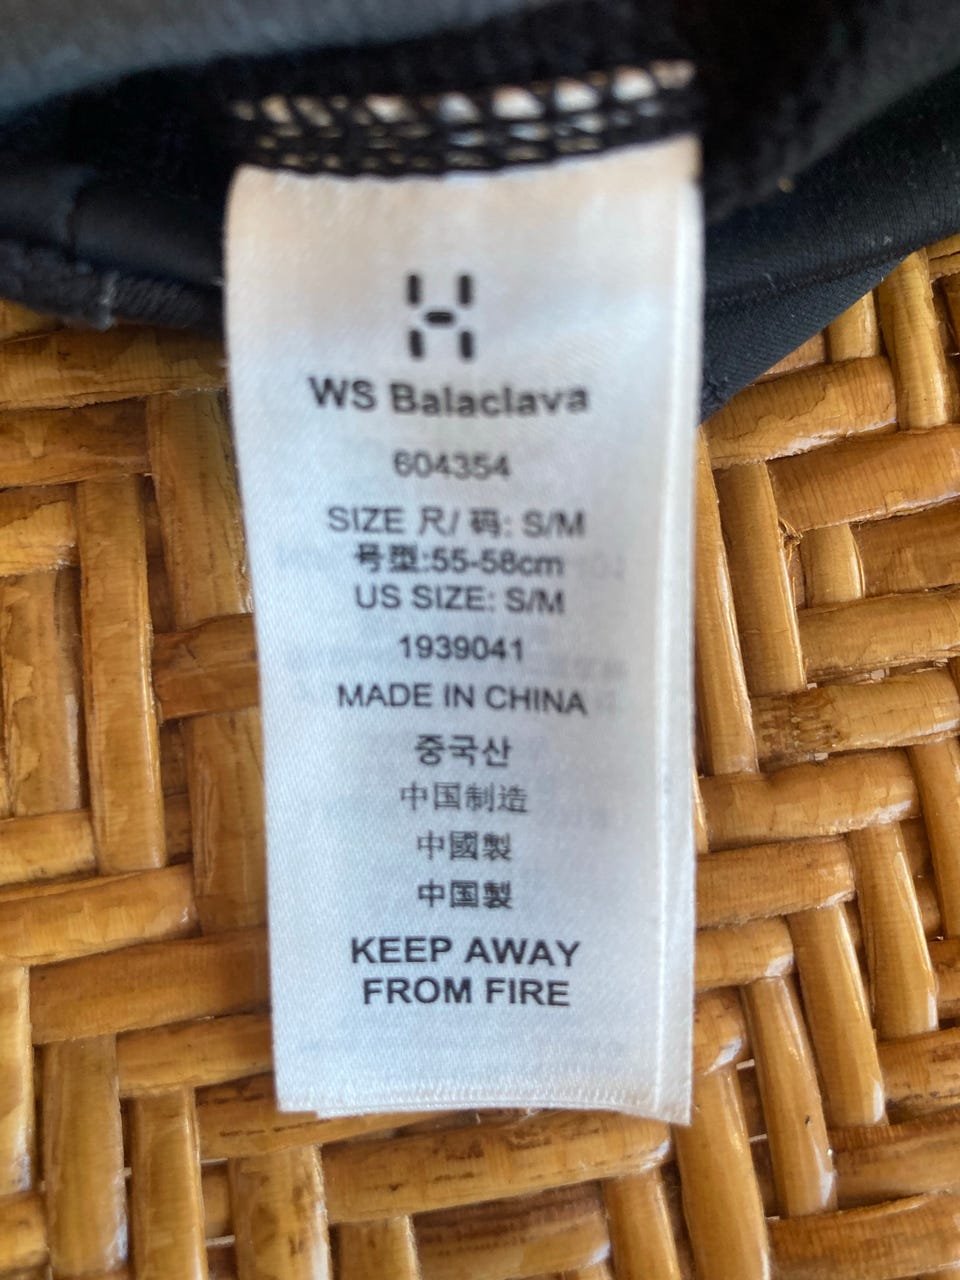 WS Balaclava
604354
SIZE 尺/ 码: S/M
号型:55-58cm
US SIZE: S/M
1939041
MADE IN CHINA
중국산
中国制造
中國製
中国製
KEEP AWAY
FROM FIRE